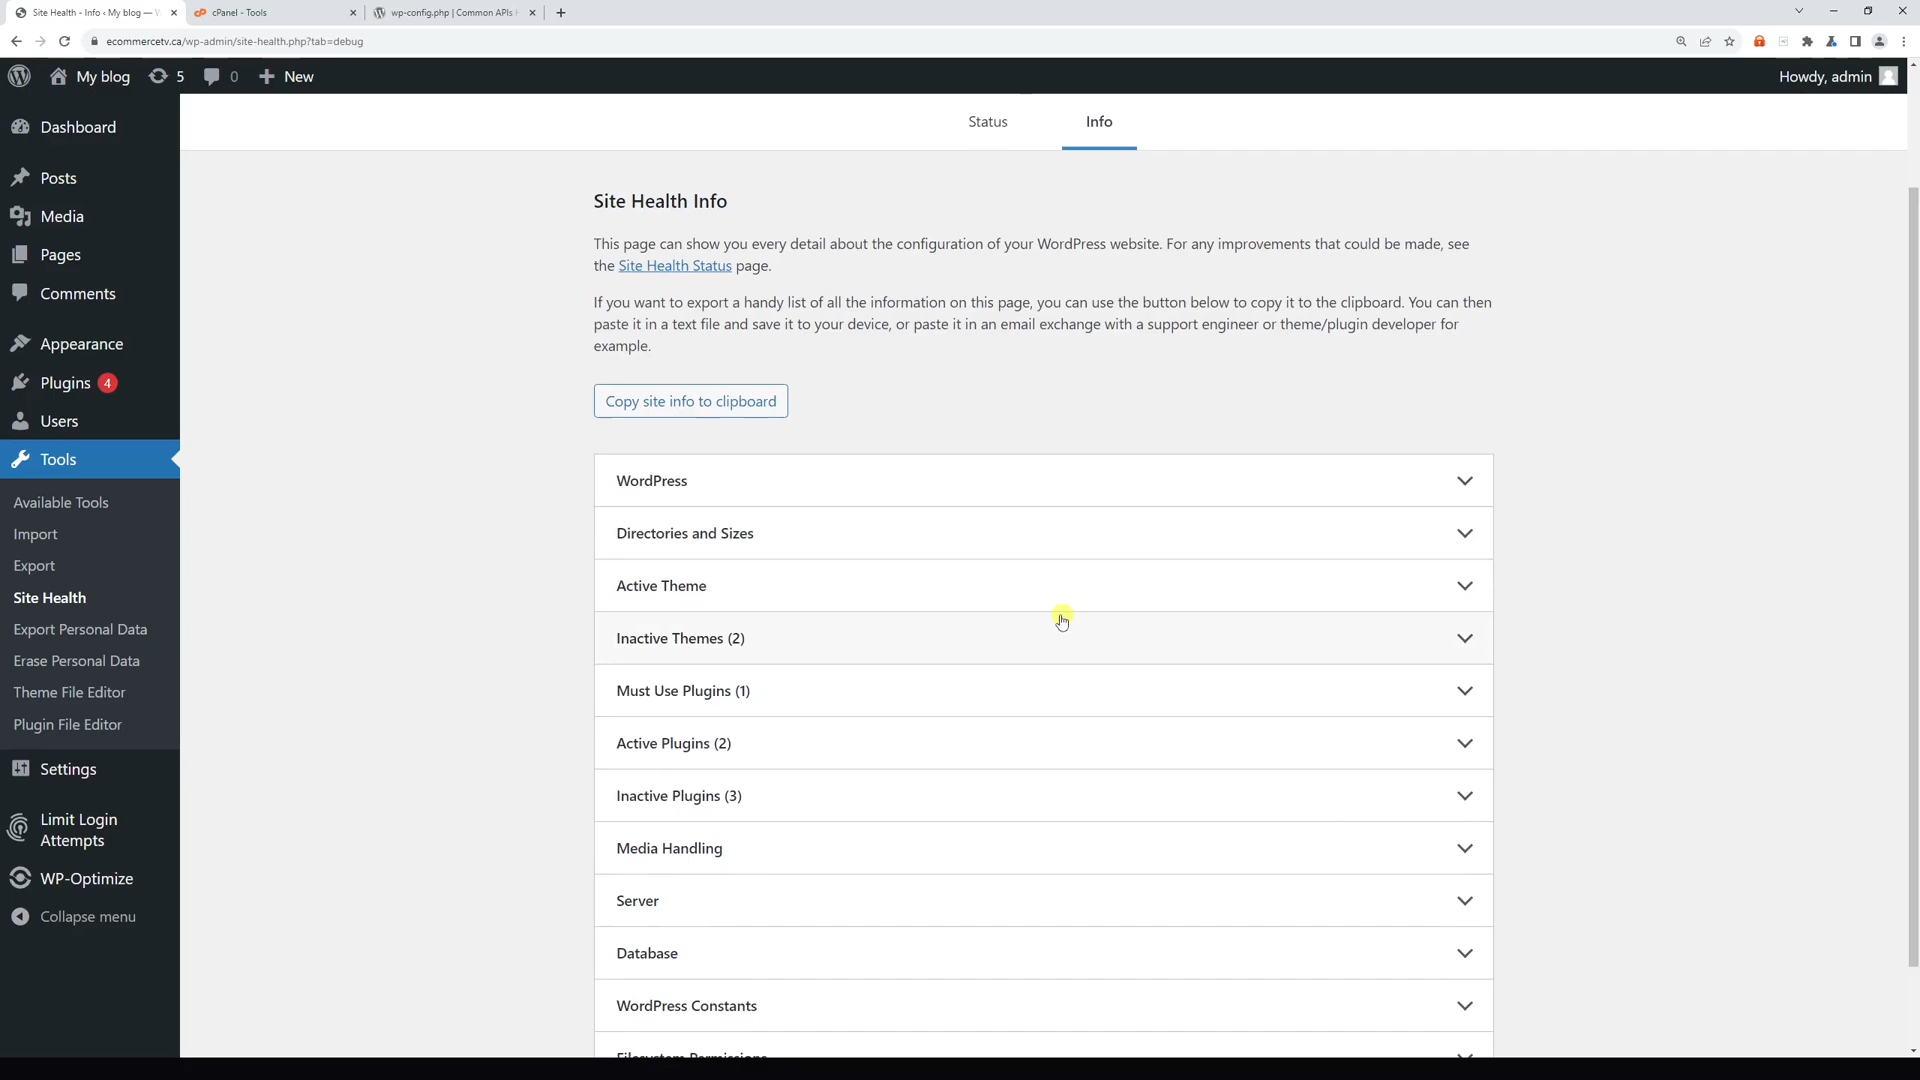 Site Health - Info ‹ My blog — W
cPanel - Tools
wp-config.php | Common APIs
ecommercetv.ca/wp-admin/site-health.php?tab=debug
My blog
5
0
New
Howdy, admin
Dashboard
Posts
Media
Pages
Comments
Appearance
Plugins 4
Users
Tools
Available Tools
Import
Export
Site Health
Export Personal Data
Erase Personal Data
Theme File Editor
Plugin File Editor
Settings
Limit Login
Attempts
WP-Optimize
Collapse menu
Status
Info
Site Health Info
This page can show you every detail about the configuration of your WordPress website. For any improvements that could be made, see
the Site Health Status page.
If you want to export a handy list of all the information on this page, you can use the button below to copy it to the clipboard. You can then
paste it in a text file and save it to your device, or paste it in an email exchange with a support engineer or theme/plugin developer for
example.
Copy site info to clipboard
WordPress
Directories and Sizes
Active Theme
Inactive Themes (2)
Must Use Plugins (1)
Active Plugins (2)
Inactive Plugins (3)
Media Handling
Server
Database
WordPress Constants
Filesystem Permissions